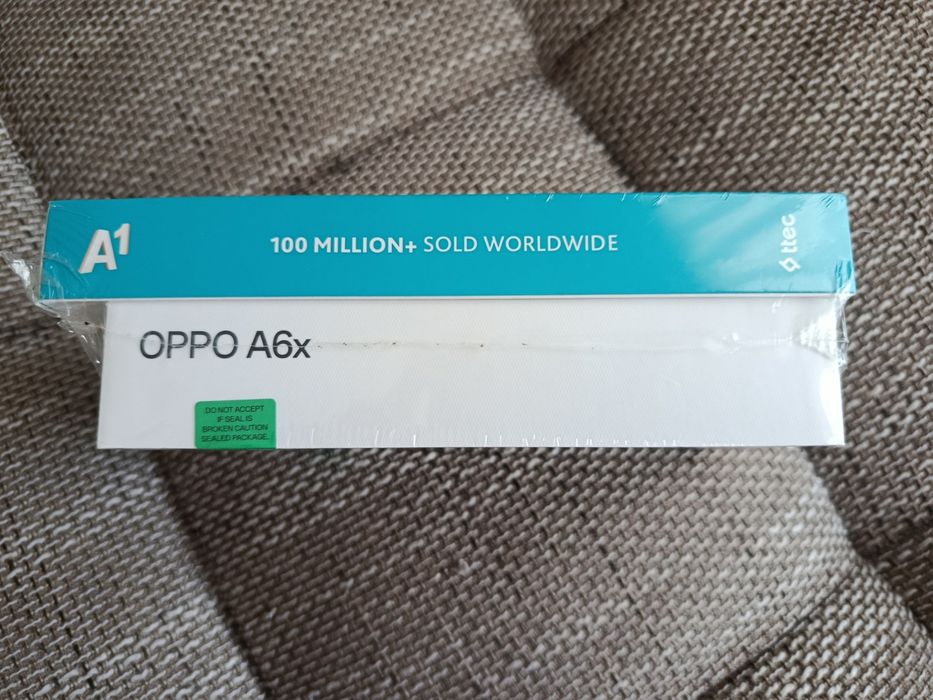 A1
100 MILLION+ SOLD WORLDWIDE
ttec
OPPO A6x
DO NOT ACCEPT
IF SEAL IS
BROKEN CAUTION
SEALED PACKAGE.